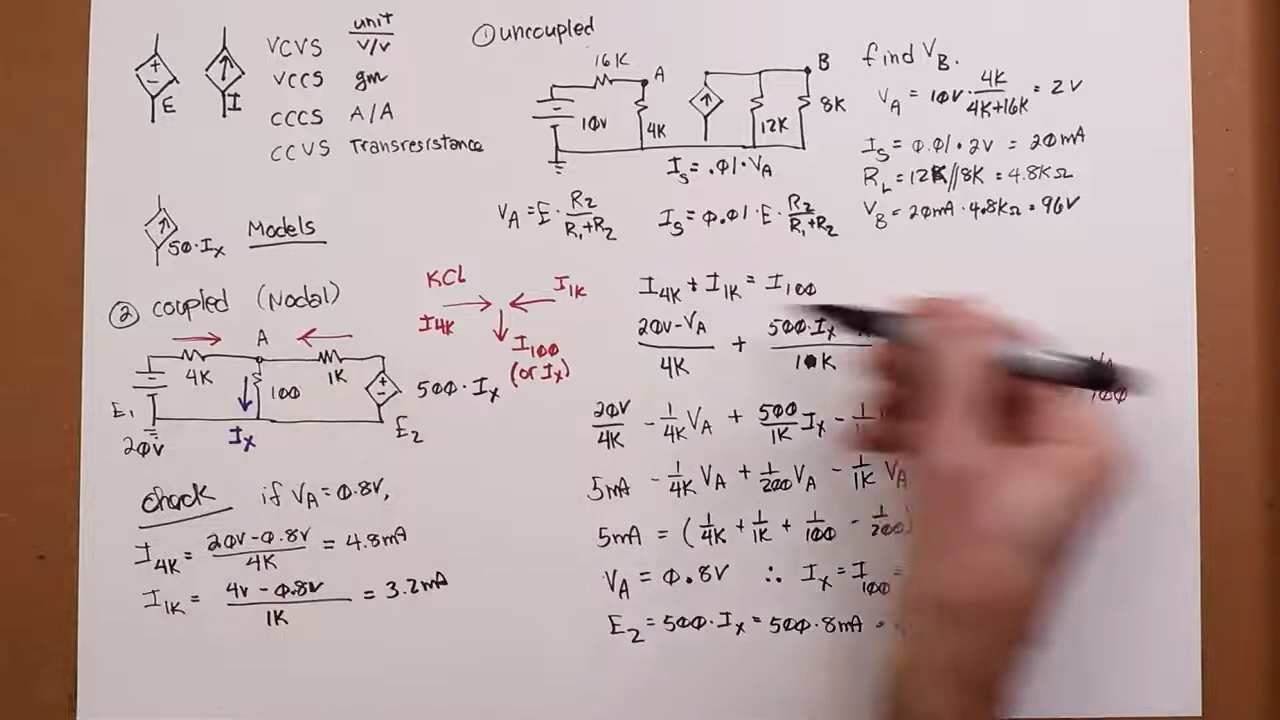 unit
VCVS V/V
VCCS gm
CCCS A/A
CCVS Transresistance
+
-
E
I
50·Ix
Models
① uncoupled
16K
A
B
10V
4K
12K
8K
Is = .01·VA
VA = E· R2/(R1+R2)
Is = 0.01·E· R2/(R1+R2)
find VB.
VA = 10V· 4K/(4K+16K) = 2V
Is = 0.01·2V = 20mA
RL = 12K//8K = 4.8KΩ
VB = 20mA·4.8KΩ = 96V
② coupled (Nodal)
A
4K
1K
100
E1
20V
Ix
+
-
500·Ix
E2
KCL
I4K
I1K
I100
(or Ix)
check if VA = 0.8V,
I4K = (20V-0.8V)/4K = 4.8mA
I1K = (4V-0.8V)/1K = 3.2mA
I4K + I1K = I100
(20V-VA)/4K + 500·Ix
20V/4K - 1/4K VA + 500/1K Ix -
5mA - 1/4K VA + 1/200 VA - 1/1K VA
5mA = (1/4K + 1/1K + 1/100 - 1/200)
VA = 0.8V ∴ Ix = I100 =
E2 = 500·Ix = 500·8mA =